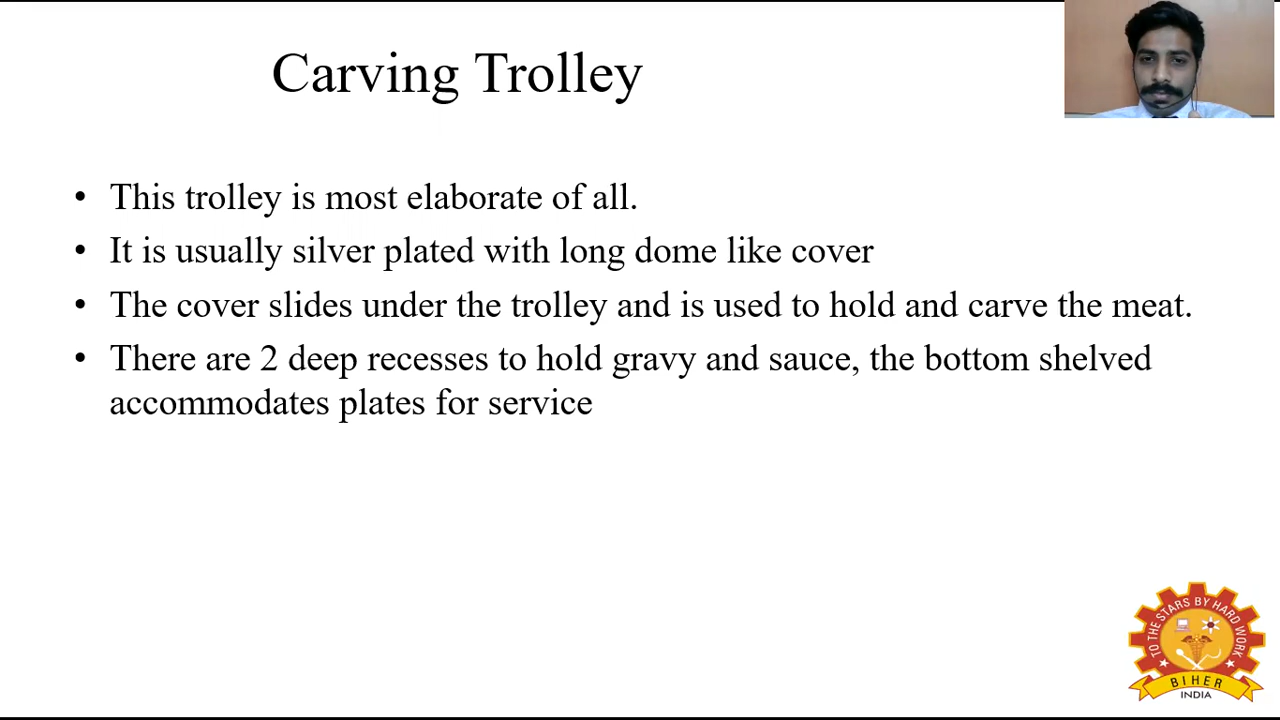 Carving Trolley
• This trolley is most elaborate of all.
• It is usually silver plated with long dome like cover
• The cover slides under the trolley and is used to hold and carve the meat.
• There are 2 deep recesses to hold gravy and sauce, the bottom shelved
accommodates plates for service
TO THE STARS BY HARD WORK
BIHER
INDIA